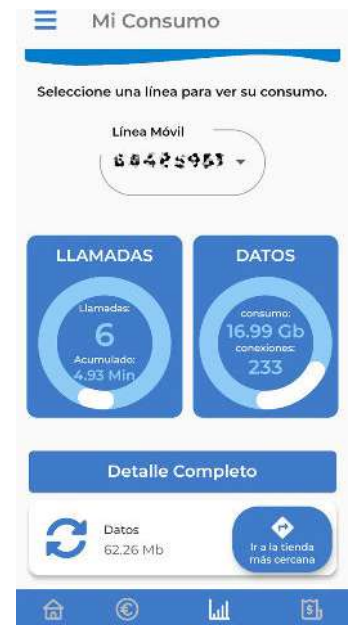 Mi Consumo
Seleccione una línea para ver su consumo.
Línea Móvil
LLAMADAS
Llamadas:
6
Acumulado:
4.93 Min
DATOS
consumo:
16.99 Gb
conexiones:
233
Detalle Completo
Datos
62.26 Mb
Ir a la tienda
más cercana